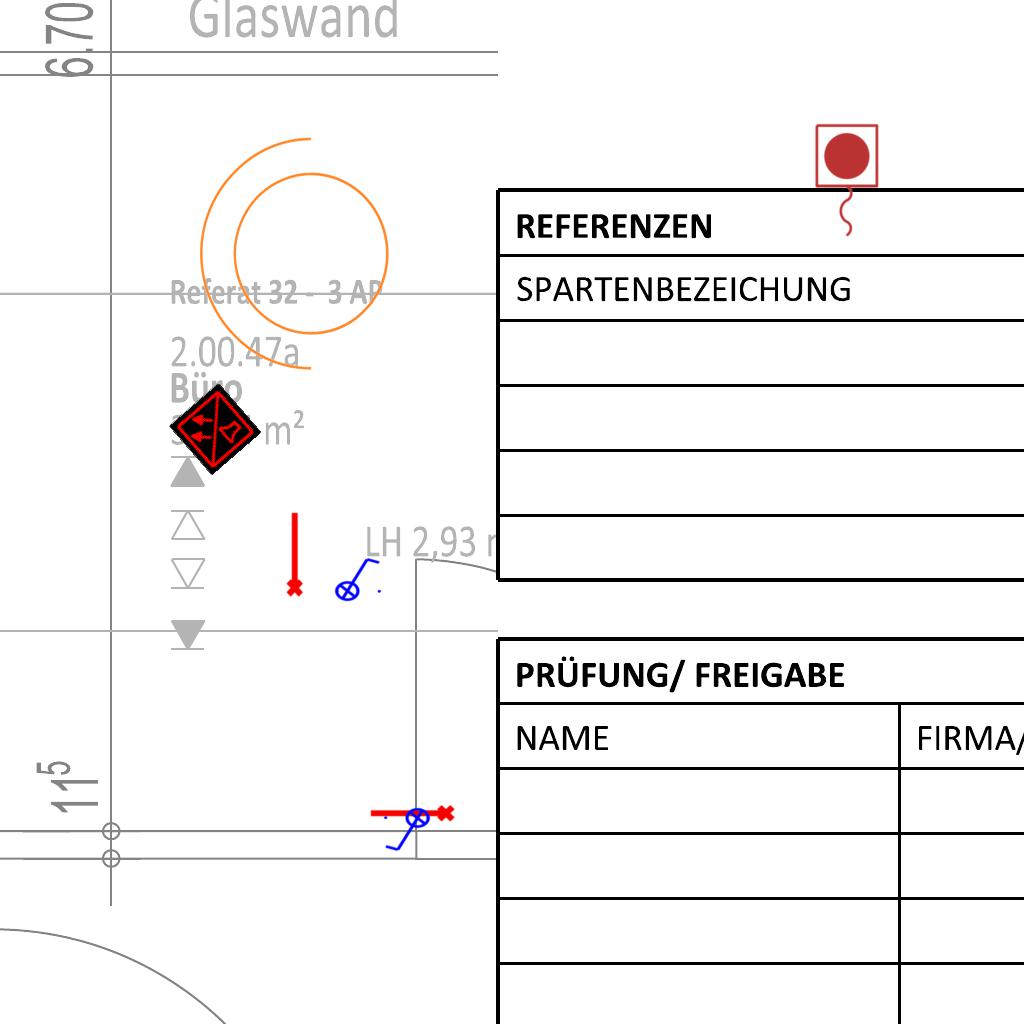 Glaswand
6.70
REFERENZEN
SPARTENBEZEICHUNG
Referat 32 - 3 AP
2.00.47a
Büro
m²
LH 2,93
PRÜFUNG/ FREIGABE
NAME
FIRMA/
11⁵